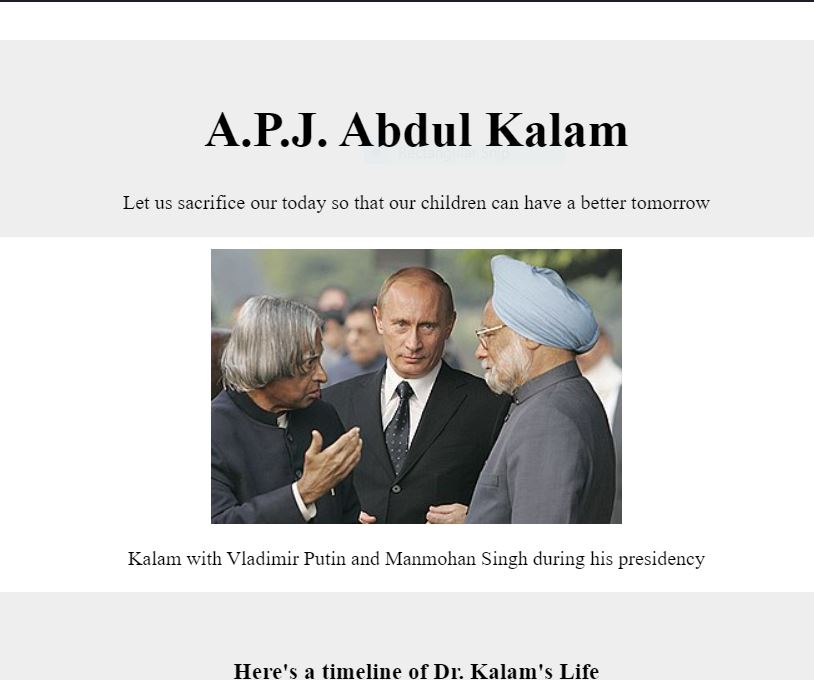 A.P.J. Abdul Kalam
Let us sacrifice our today so that our children can have a better tomorrow
Kalam with Vladimir Putin and Manmohan Singh during his presidency
Here's a timeline of Dr. Kalam's Life